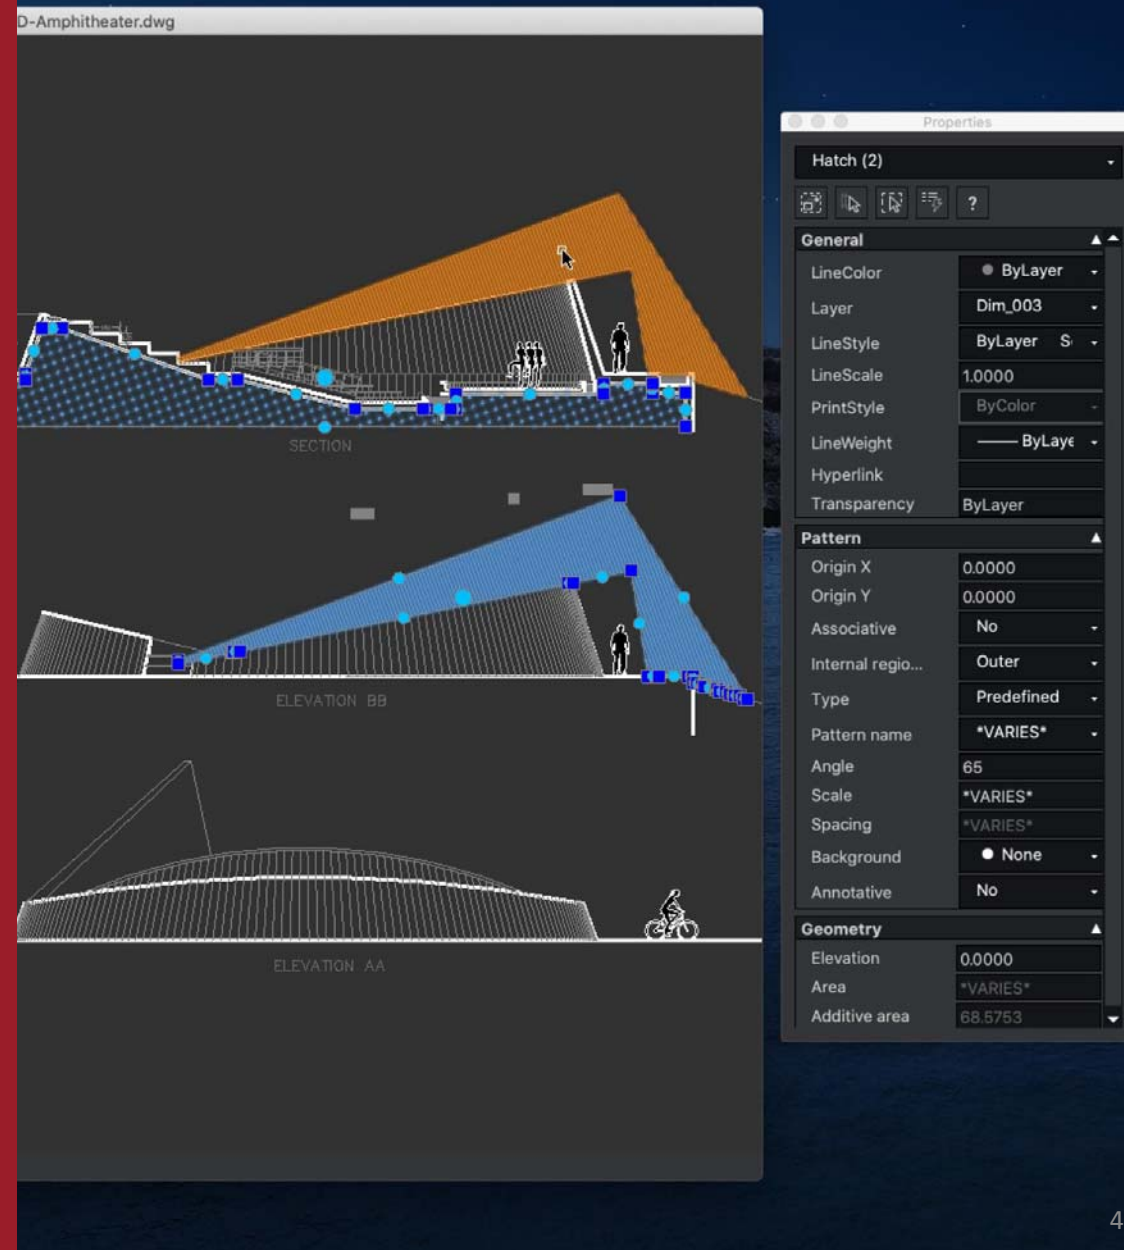 D-Amphitheater.dwg
SECTION
ELEVATION BB
ELEVATION AA
Properties
Hatch (2)
?
General
LineColor ByLayer
Layer Dim_003
LineStyle ByLayer
LineScale 1.0000
PrintStyle ByColor
LineWeight ByLaye
Hyperlink
Transparency ByLayer
Pattern
Origin X 0.0000
Origin Y 0.0000
Associative No
Internal regio... Outer
Type Predefined
Pattern name *VARIES*
Angle 65
Scale *VARIES*
Spacing *VARIES*
Background None
Annotative No
Geometry
Elevation 0.0000
Area *VARIES*
Additive area 68.5753
4